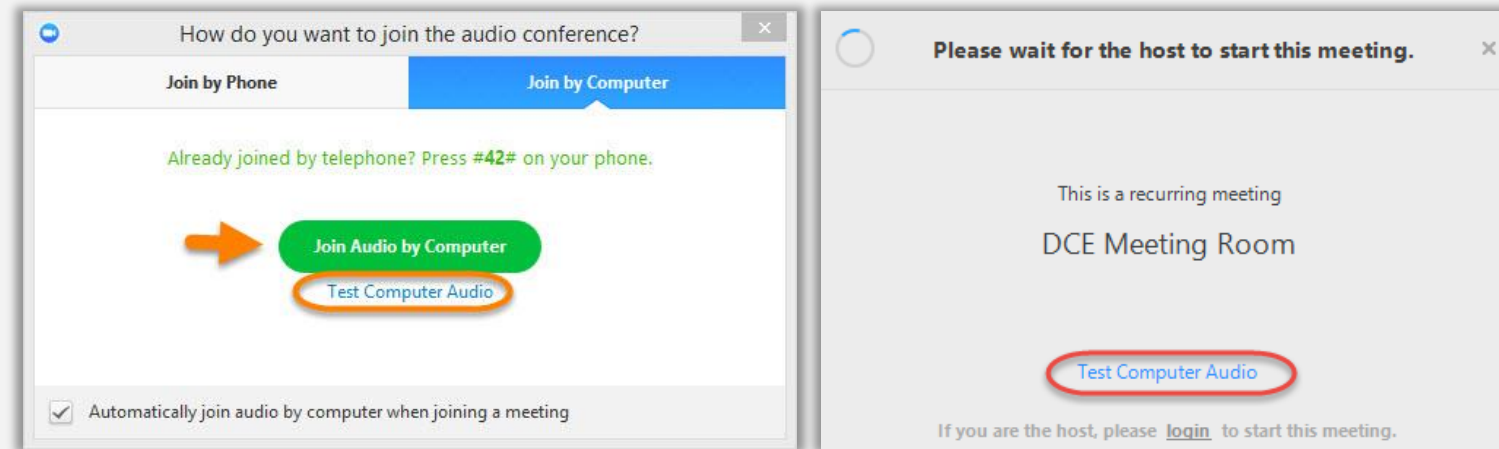 How do you want to join the audio conference?
Join by Phone
Join by Computer
Already joined by telephone? Press #42# on your phone.
Join Audio by Computer
Test Computer Audio
Automatically join audio by computer when joining a meeting
Please wait for the host to start this meeting.
This is a recurring meeting
DCE Meeting Room
Test Computer Audio
If you are the host, please login to start this meeting.